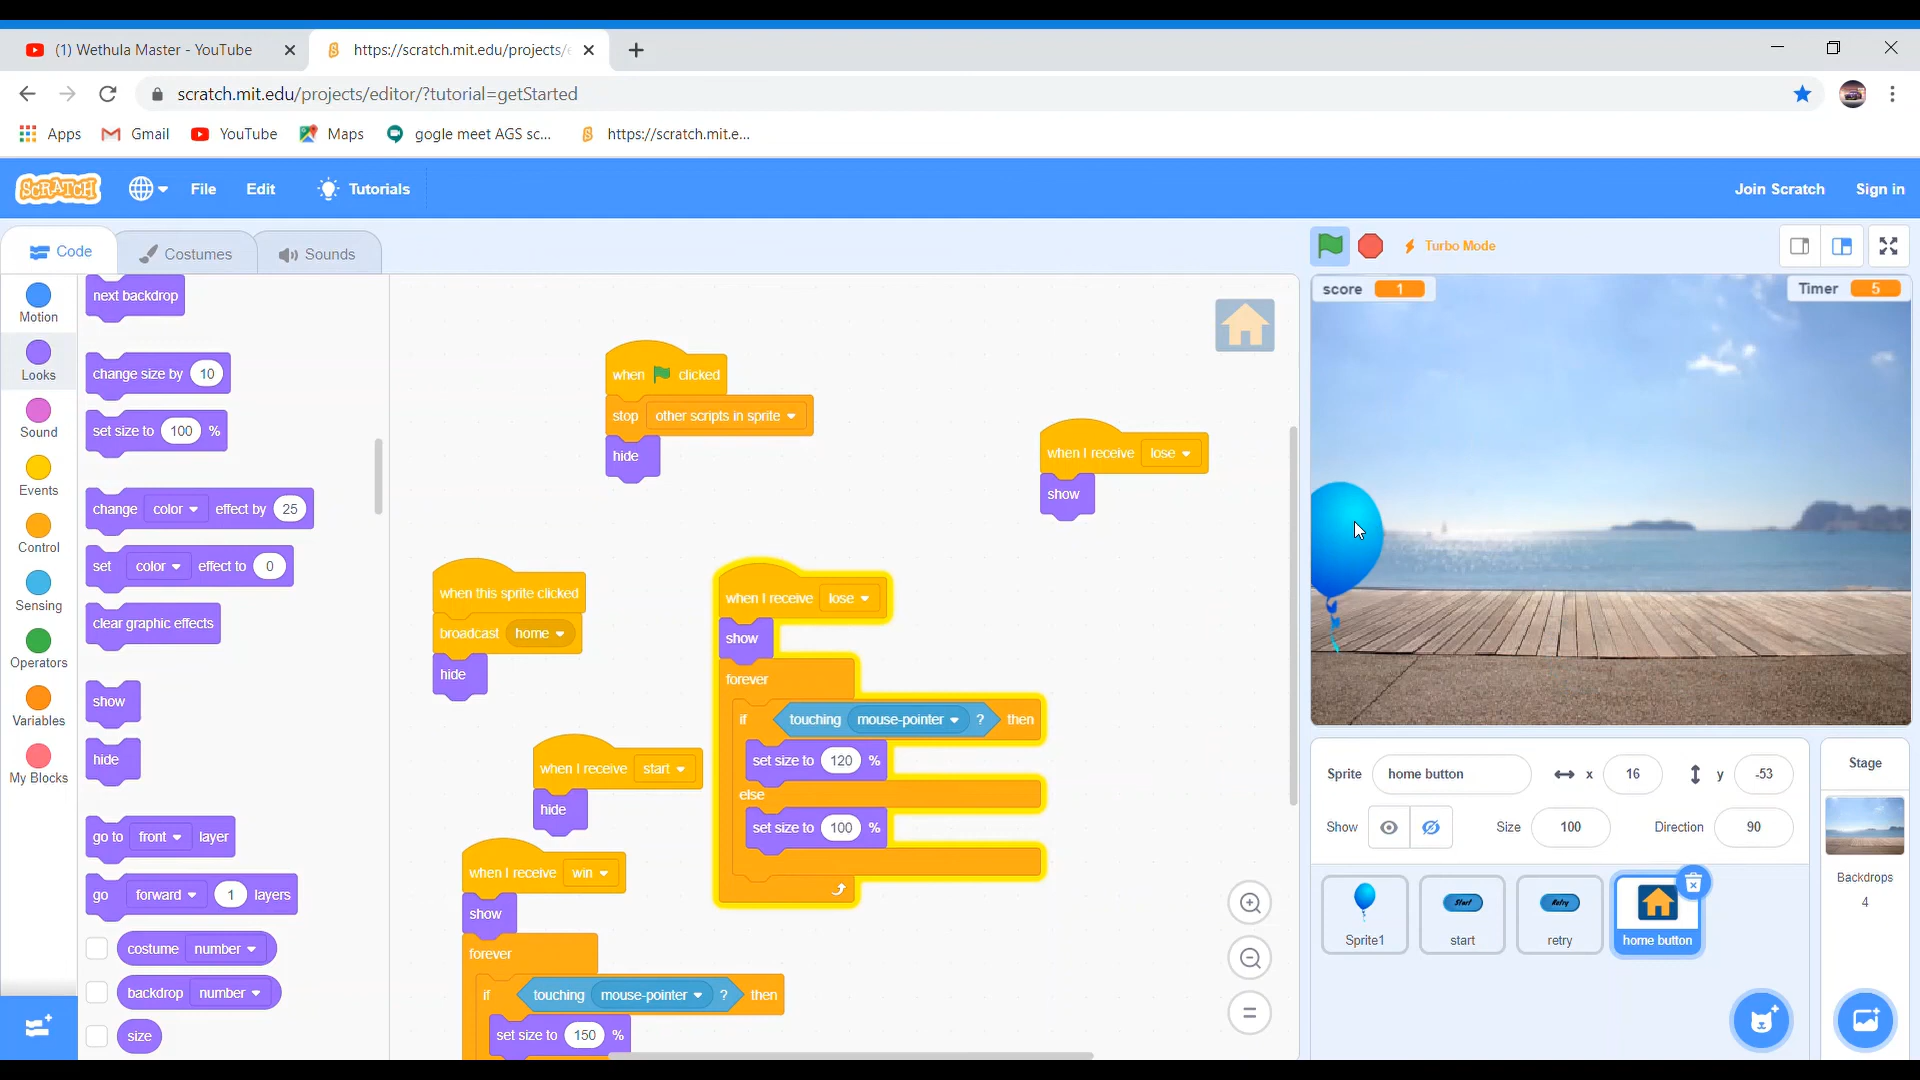 (1) Wethula Master - YouTube
https://scratch.mit.edu/projects/e
scratch.mit.edu/projects/editor/?tutorial=getStarted
Apps
Gmail
YouTube
Maps
gogle meet AGS sc...
https://scratch.mit.e...
SCRATCH
File
Edit
Tutorials
Join Scratch
Sign in
Code
Costumes
Sounds
Turbo Mode
Motion
Looks
Sound
Events
Control
Sensing
Operators
Variables
My Blocks
next backdrop
change size by 10
set size to 100 %
change color effect by 25
set color effect to 0
clear graphic effects
show
hide
go to front layer
go forward 1 layers
costume number
backdrop number
size
when clicked
stop other scripts in sprite
hide
when I receive lose
show
when this sprite clicked
broadcast home
hide
when I receive lose
show
forever
if touching mouse-pointer ? then
set size to 120 %
else
set size to 100 %
when I receive start
hide
when I receive win
show
forever
if touching mouse-pointer ? then
set size to 150 %
score 1
Timer 5
Sprite home button x 16 y -53
Show Size 100 Direction 90
Start
Retry
Sprite1
start
retry
home button
Stage
Backdrops
4